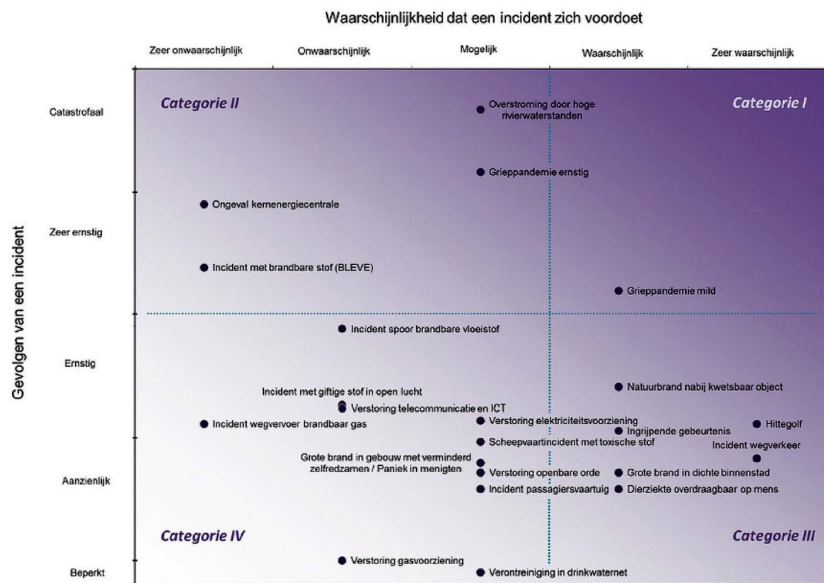 Waarschijnlijkheid dat een incident zich voordoet
Zeer onwaarschijnlijk
Onwaarschijnlijk
Mogelijk
Waarschijnlijk
Zeer waarschijnlijk
Gevolgen van een incident
Catastrofaal
Zeer ernstig
Ernstig
Aanzienlijk
Beperkt
Categorie II
Categorie I
Overstroming door hoge
rivierwaterstanden
Grieppandemie ernstig
Ongeval kernenergiecentrale
Incident met brandbare stof (BLEVE)
Grieppandemie mild
Incident spoor brandbare vloeistof
Natuurbrand nabij kwetsbaar object
Incident met giftige stof in open lucht
Verstoring telecommunicatie en ICT
Incident wegvervoer brandbaar gas
Verstoring elektriciteitsvoorziening
Ingrijpende gebeurtenis
Hittegolf
Scheepvaartincident met toxische stof
Incident wegverkeer
Grote brand in gebouw met verminderd
zelfredzamen / Paniek in menigten
Verstoring openbare orde
Grote brand in dichte binnenstad
Incident passagiersvaartuig
Dierziekte overdraagbaar op mens
Categorie IV
Categorie III
Verstoring gasvoorziening
Verontreiniging in drinkwaternet